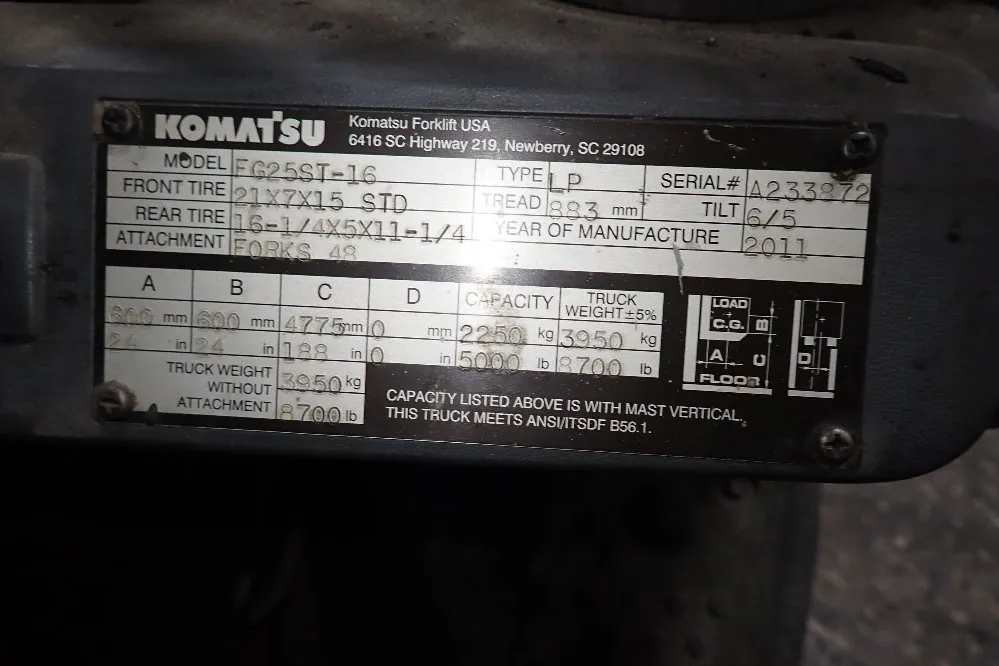 KOMATSU Komatsu Forklift USA
6416 SC Highway 219, Newberry, SC 29108
MODEL FG25ST-16 TYPE LP SERIAL# A233872
FRONT TIRE 21X7X15 STD TREAD 883 mm TILT 6/5
REAR TIRE 16-1/4X5X11-1/4 YEAR OF MANUFACTURE 2011
ATTACHMENT FORKS 48
A B C D CAPACITY TRUCK WEIGHT±5%
600 mm 600 mm 4775mm 0 mm 2250 kg 3950 kg
24 in 24 in 188 in 0 in 5000 lb 8700 lb
TRUCK WEIGHT WITHOUT ATTACHMENT 3950 kg
8700 lb
LOAD
C.G. B
A C D
FLOOR
CAPACITY LISTED ABOVE IS WITH MAST VERTICAL.
THIS TRUCK MEETS ANSI/ITSDF B56.1.